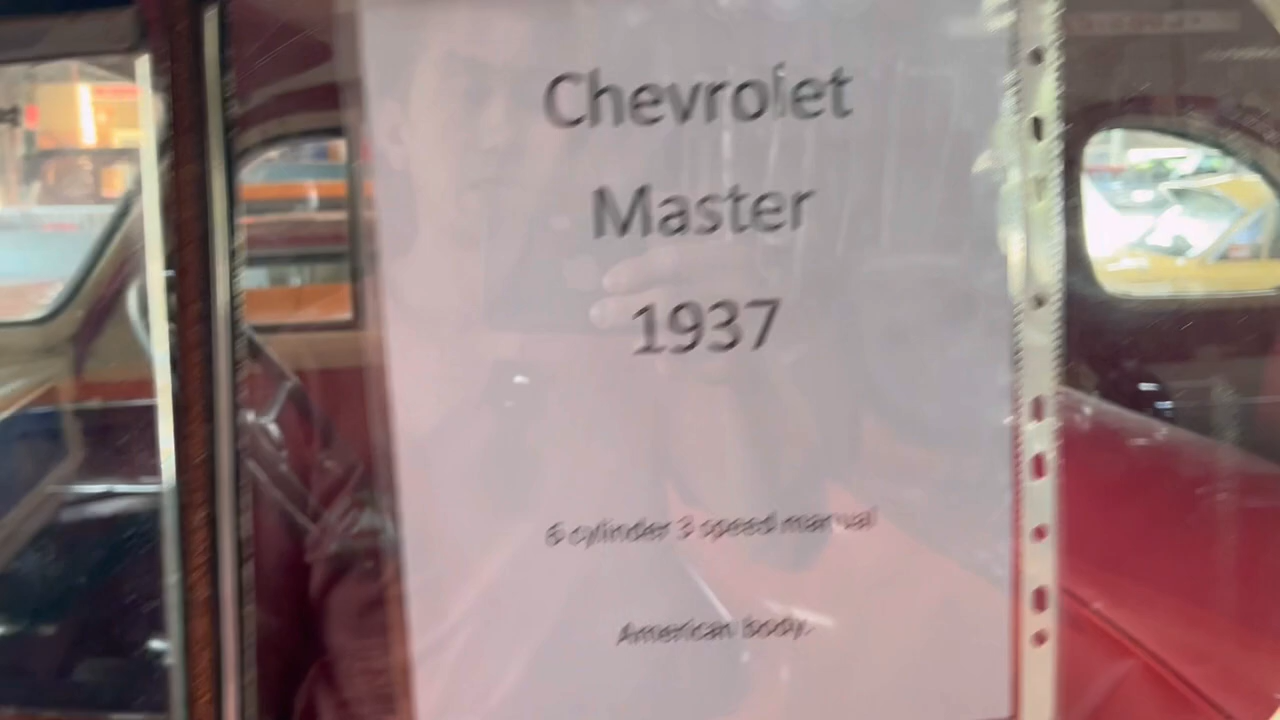 Chevrolet
Master
1937
6 cylinder 3 speed manual
American body.